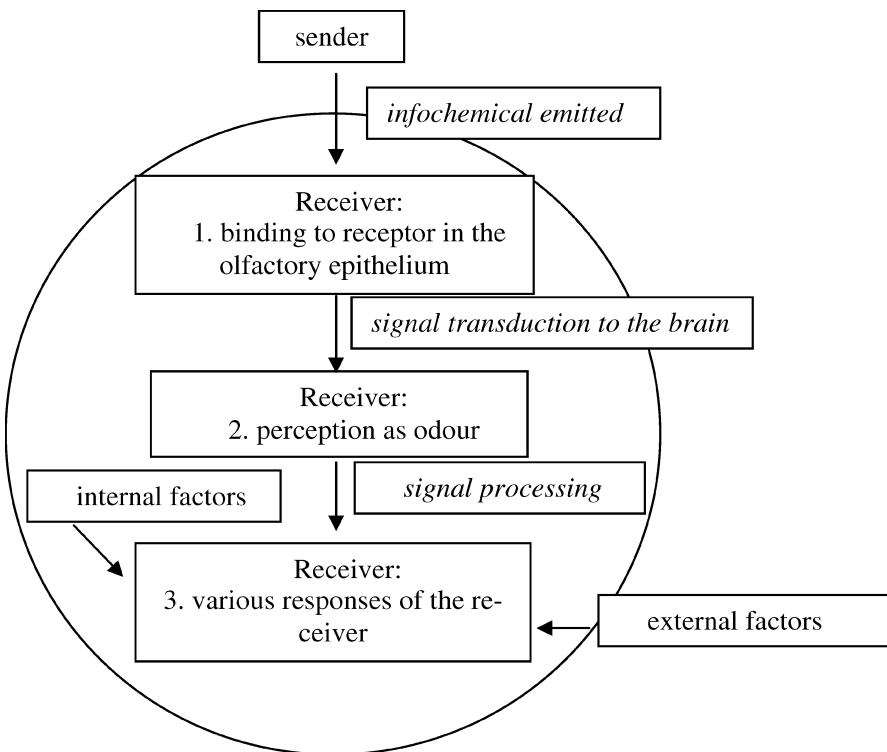 sender
infochemical emitted
Receiver:
1. binding to receptor in the
olfactory epithelium
signal transduction to the brain
Receiver:
2. perception as odour
signal processing
internal factors
Receiver:
3. various responses of the re-
ceiver
external factors